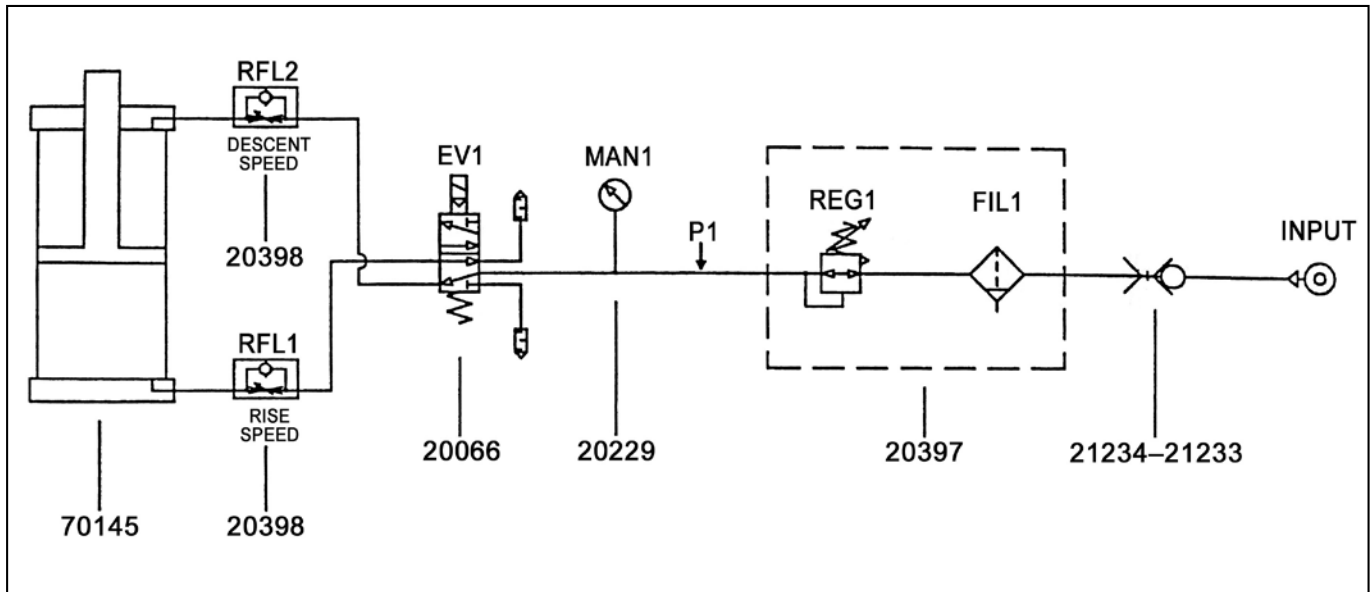 RFL2
DESCENT
SPEED
20398
EV1
MAN1
P1
REG1
FIL1
INPUT
RFL1
RISE
SPEED
20398
70145
20066
20229
20397
21234–21233